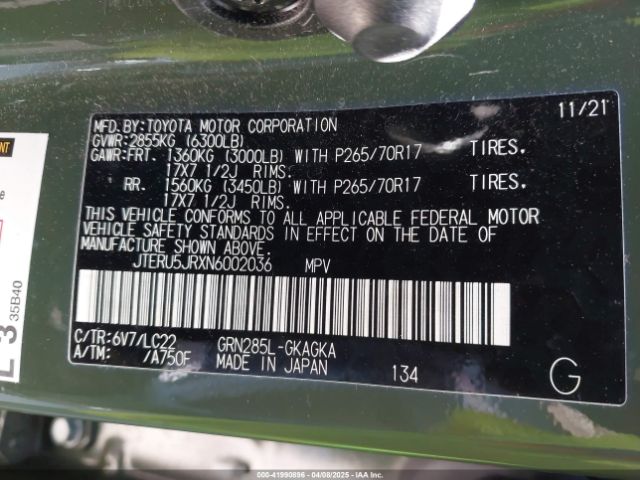 MFD.BY:TOYOTA MOTOR CORPORATION 11/21
GVWR:2855KG (6300LB)
GAWR:FRT. 1360KG (3000LB) WITH P265/70R17 TIRES.
17X7 1/2J RIMS.
RR. 1560KG (3450LB) WITH P265/70R17 TIRES.
17X7 1/2J RIMS.
THIS VEHICLE CONFORMS TO ALL APPLICABLE FEDERAL MOTOR
VEHICLE SAFETY STANDARDS IN EFFECT ON THE DATE OF
MANUFACTURE SHOWN ABOVE.
JTERU5JRXN6002036 MPV
C/TR:6V7/LC22 GRN285L-GKAGKA
A/TM: /A750F MADE IN JAPAN 134 G
35B40
000-41990896 04/08/2025 IAA Inc.